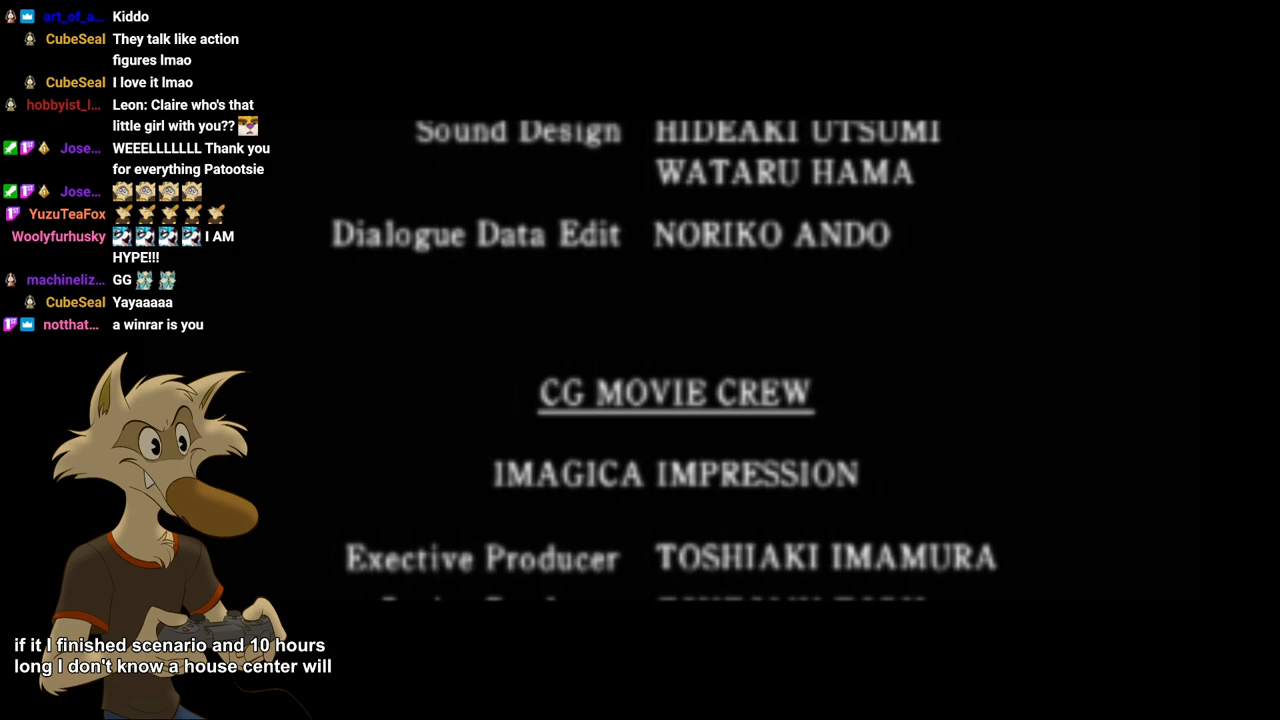 art_of_a... Kiddo
CubeSeal They talk like action
figures lmao
CubeSeal I love it lmao
hobbyist_l... Leon: Claire who's that
little girl with you??
Jose... WEEELLLLLLL Thank you
for everything Patootsie
Jose...
YuzuTeaFox
Woolyfurhusky I AM
HYPE!!!
machineliz... GG
CubeSeal Yayaaaaa
notthat... a winrar is you
Sound Design HIDEAKI UTSUMI
WATARU HAMA
Dialogue Data Edit NORIKO ANDO
CG MOVIE CREW
IMAGICA IMPRESSION
Exective Producer TOSHIAKI IMAMURA
if it I finished scenario and 10 hours
long I don't know a house center will